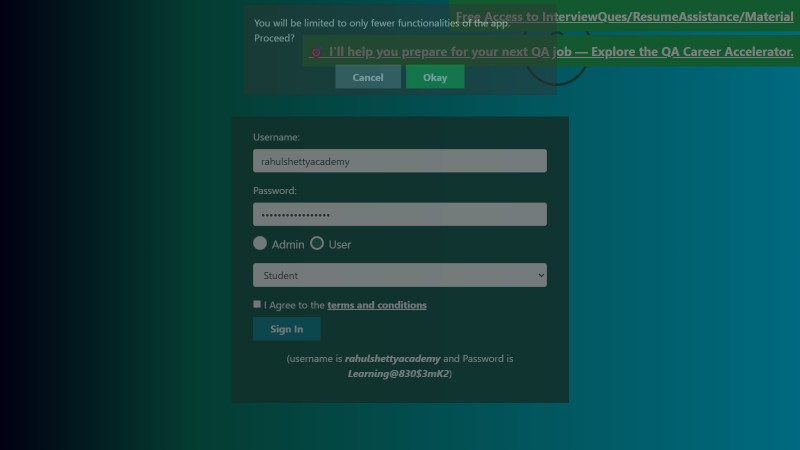 Free Access to InterviewQues/ResumeAssistance/Material
You will be limited to only fewer functionalities of the app.
Proceed?
I'll help you prepare for your next QA job — Explore the QA Career Accelerator.
Cancel
Okay
Username:
rahulshettyacademy
Password:
•••••••••••••••••
Admin User
Student
I Agree to the terms and conditions
Sign In
(username is rahulshettyacademy and Password is
Learning@830$3mK2)